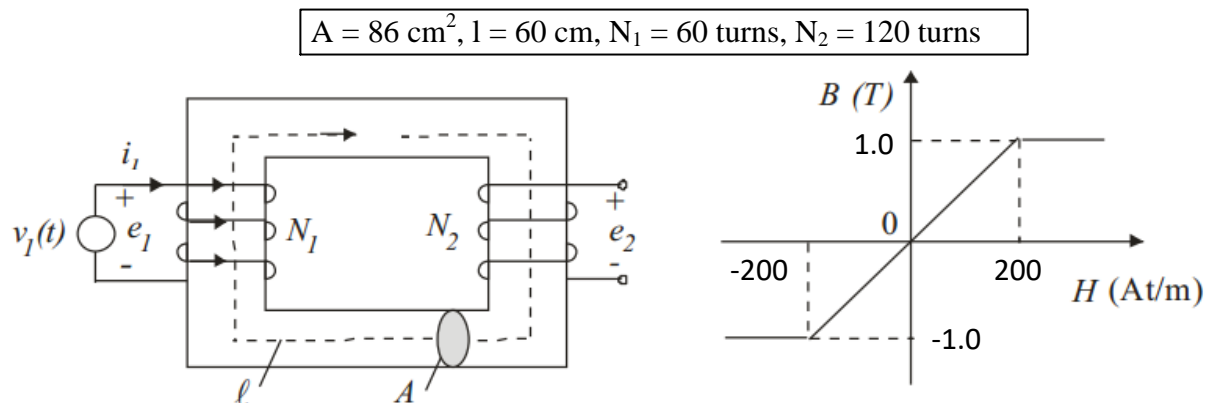 A = 86 cm², l = 60 cm, N₁ = 60 turns, N₂ = 120 turns
B (T)
1.0
i₁
+
v₁(t)
e₁
-
N₁
N₂
+
e₂
-
0
-200
200
H (At/m)
-1.0
ℓ
A